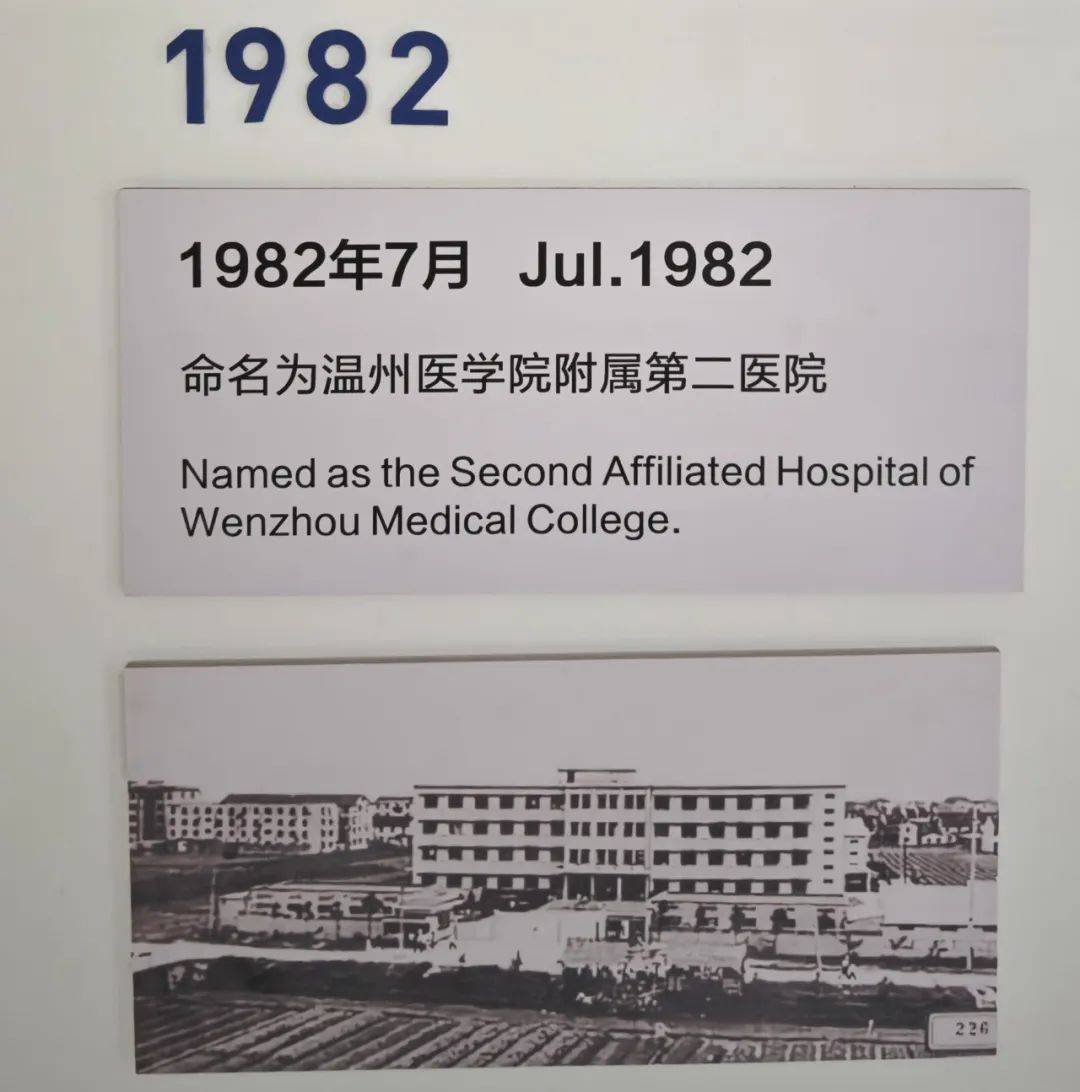 1982
1982年7月 Jul.1982
命名为温州医学院附属第二医院
Named as the Second Affiliated Hospital of
Wenzhou Medical College.
226